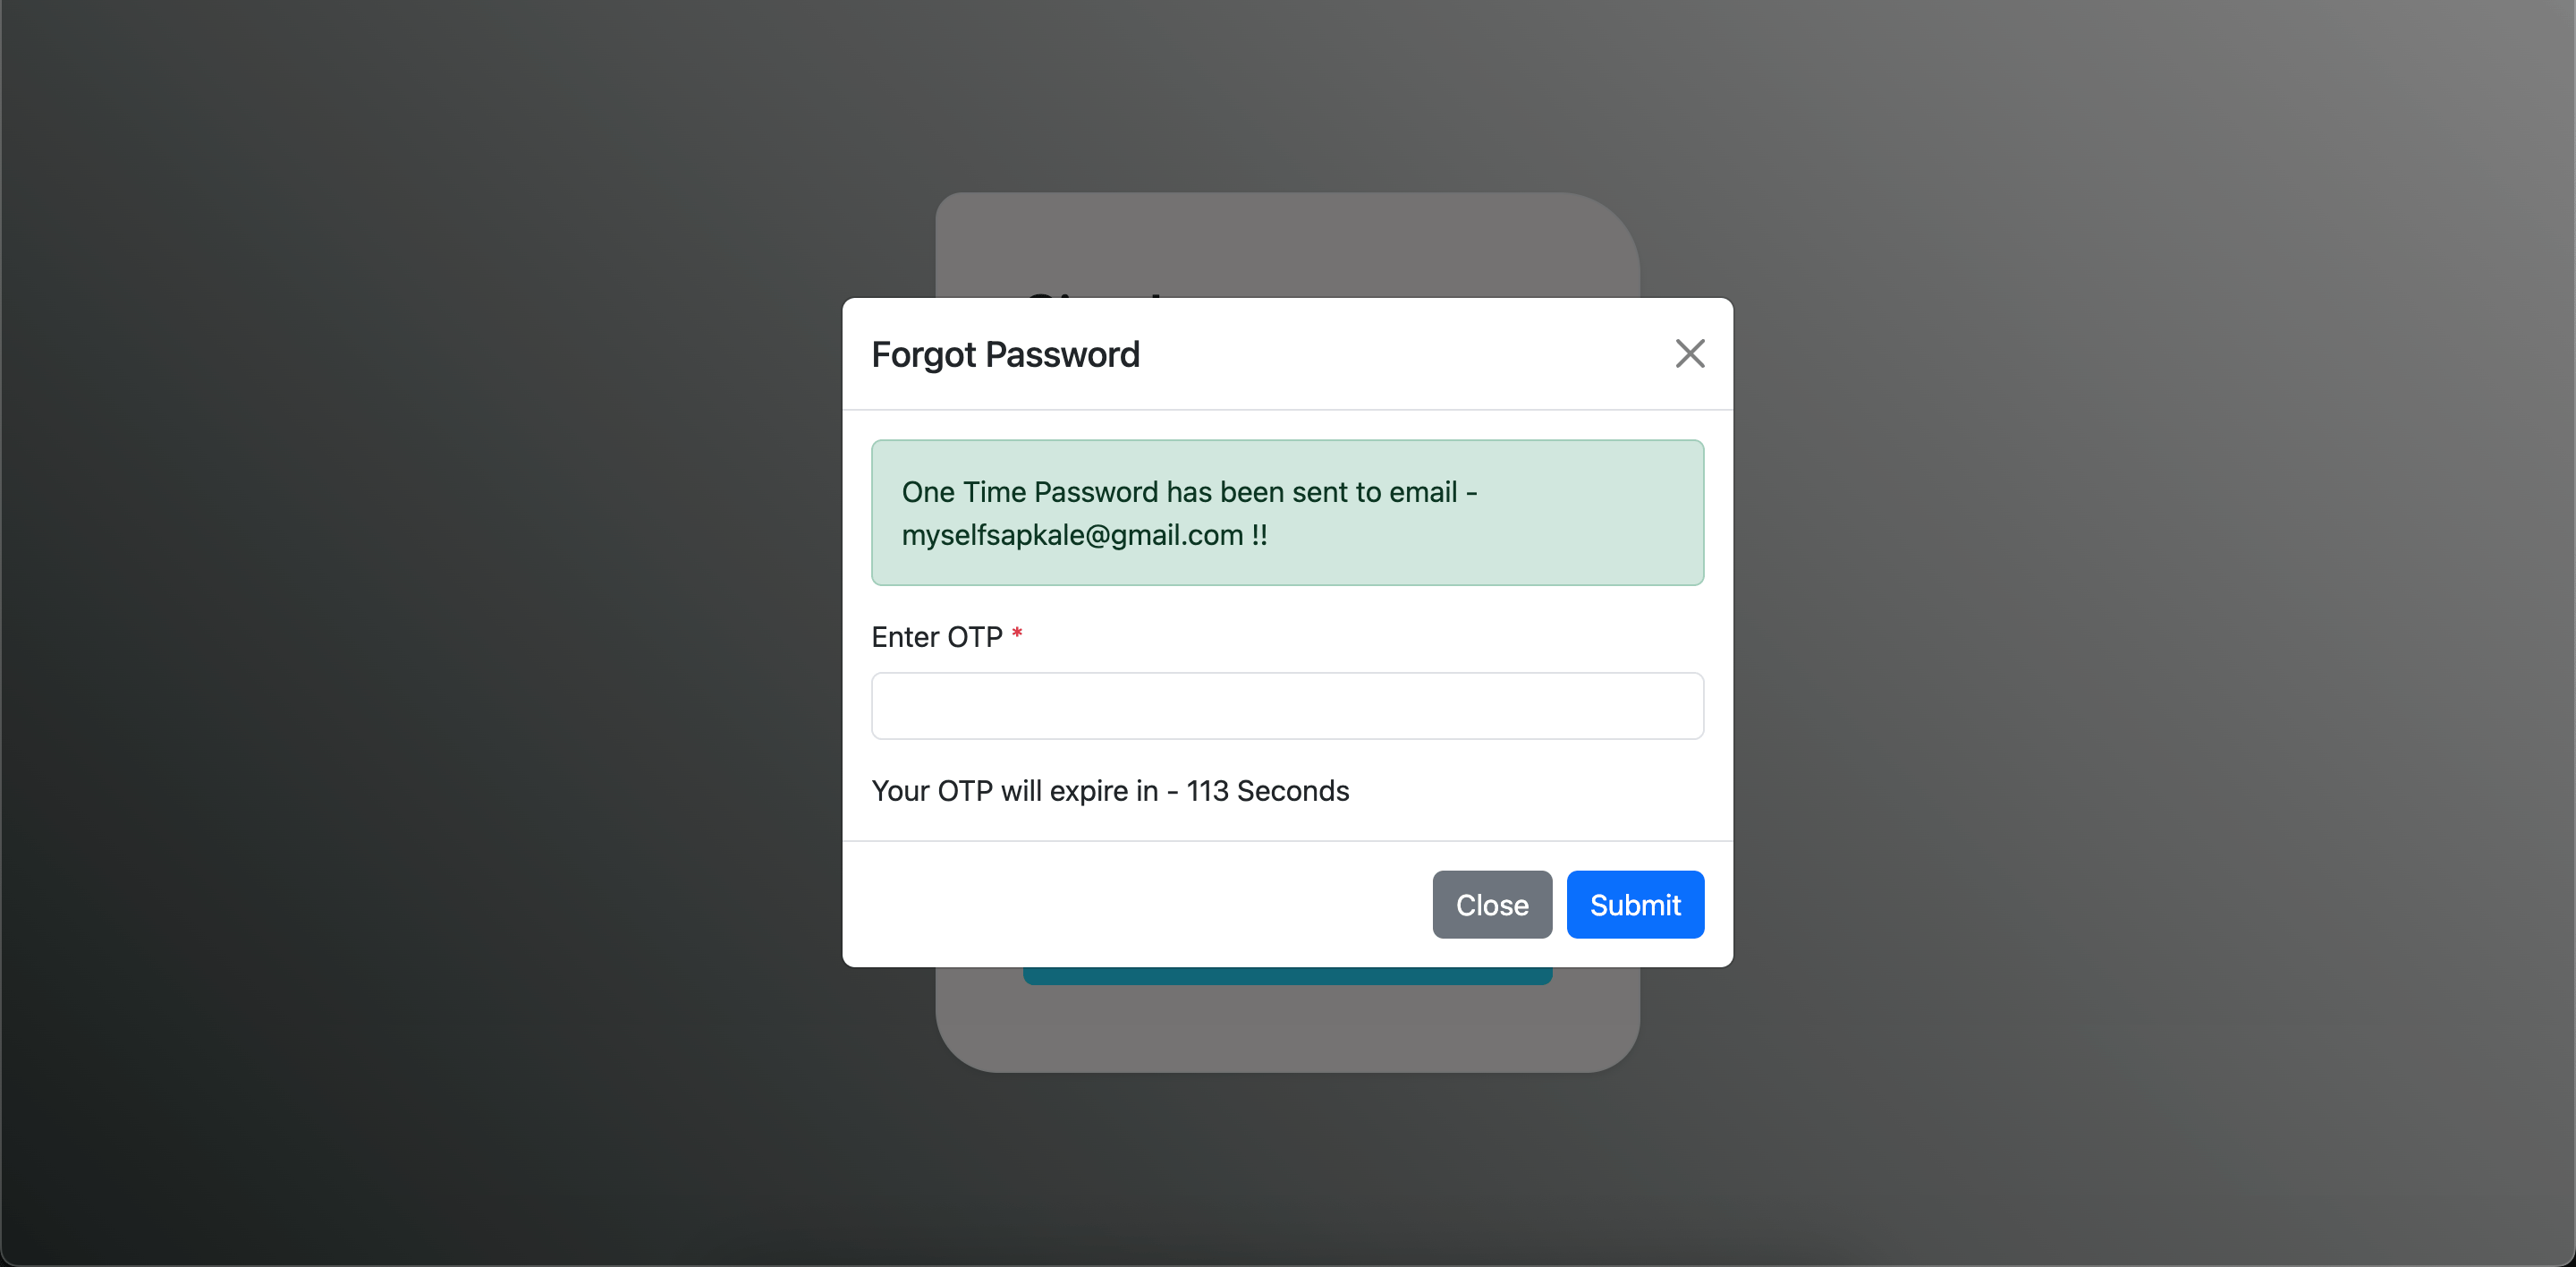 Forgot Password
One Time Password has been sent to email -
myselfsapkale@gmail.com !!
Enter OTP *
Your OTP will expire in - 113 Seconds
Close Submit